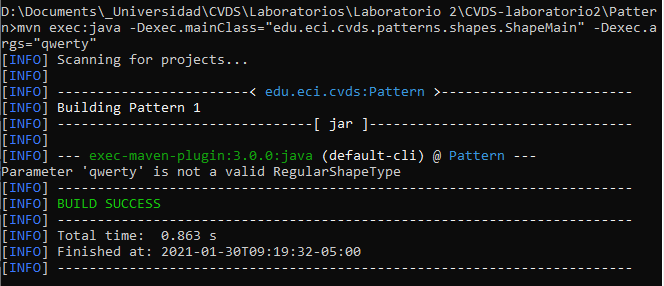 D:\Documents\_Universidad\CVDS\Laboratorios\Laboratorio 2\CVDS-laboratorio2\Patter
n>mvn exec:java -Dexec.mainClass="edu.eci.cvds.patterns.shapes.ShapeMain" -Dexec.a
rgs="qwerty"
[INFO] Scanning for projects...
[INFO]
[INFO] -------------------------< edu.eci.cvds:Pattern >-------------------------
[INFO] Building Pattern 1
[INFO] --------------------------------[ jar ]---------------------------------
[INFO]
[INFO] --- exec-maven-plugin:3.0.0:java (default-cli) @ Pattern ---
Parameter 'qwerty' is not a valid RegularShapeType
[INFO] ------------------------------------------------------------------------
[INFO] BUILD SUCCESS
[INFO] ------------------------------------------------------------------------
[INFO] Total time:  0.863 s
[INFO] Finished at: 2021-01-30T09:19:32-05:00
[INFO] ------------------------------------------------------------------------